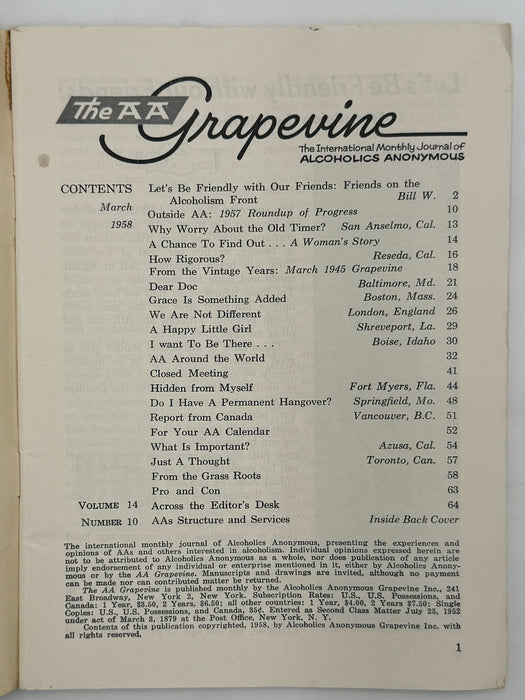 The AA
Grapevine
The International Monthly Journal of
ALCOHOLICS ANONYMOUS
CONTENTS
March
1958
Let's Be Friendly with Our Friends: Friends on the
Alcoholism Front Bill W. 2
Outside AA: 1957 Roundup of Progress 10
Why Worry About the Old Timer? San Anselmo, Cal. 13
A Chance To Find Out . . . A Woman's Story 14
How Rigorous? Reseda, Cal. 16
From the Vintage Years: March 1945 Grapevine 18
Dear Doc Baltimore, Md. 21
Grace Is Something Added Boston, Mass. 24
We Are Not Different London, England 26
A Happy Little Girl Shreveport, La. 29
I want To Be There . . . Boise, Idaho 30
AA Around the World 32
Closed Meeting 41
Hidden from Myself Fort Myers, Fla. 44
Do I Have A Permanent Hangover? Springfield, Mo. 48
Report from Canada Vancouver, B.C. 51
For Your AA Calendar 52
What Is Important? Azusa, Cal. 54
Just A Thought Toronto, Can. 57
From the Grass Roots 58
Pro and Con 63
VOLUME 14 Across the Editor's Desk 64
NUMBER 10 AAs Structure and Services Inside Back Cover
The international monthly journal of Alcoholics Anonymous, presenting the experiences and
opinions of AAs and others interested in alcoholism. Individual opinions expressed herein are
not to be attributed to Alcoholics Anonymous as a whole, nor does publication of any article
imply endorsement of any individual or enterprise mentioned in it, either by Alcoholics Anony-
mous or by the AA Grapevine. Manuscripts and drawings are invited, although no payment
can be made nor can contributed matter be returned.
The AA Grapevine is published monthly by the Alcoholics Anonymous Grapevine Inc., 241
East Broadway, New York 2, New York. Subscription Rates: U.S., U.S. Possessions, and
Canada: 1 Year, $3.50, 2 Years, $6.50; all other countries: 1 Year, $4.00, 2 Years $7.50: Single
Copies: U.S., U.S. Possessions, and Canada, 35¢. Entered as Second Class Matter July 25, 1952
under act of March 3, 1879 at the Post Office, New York, N. Y.
Contents of this publication copyrighted, 1958, by Alcoholics Anonymous Grapevine Inc. with
all rights reserved.
1